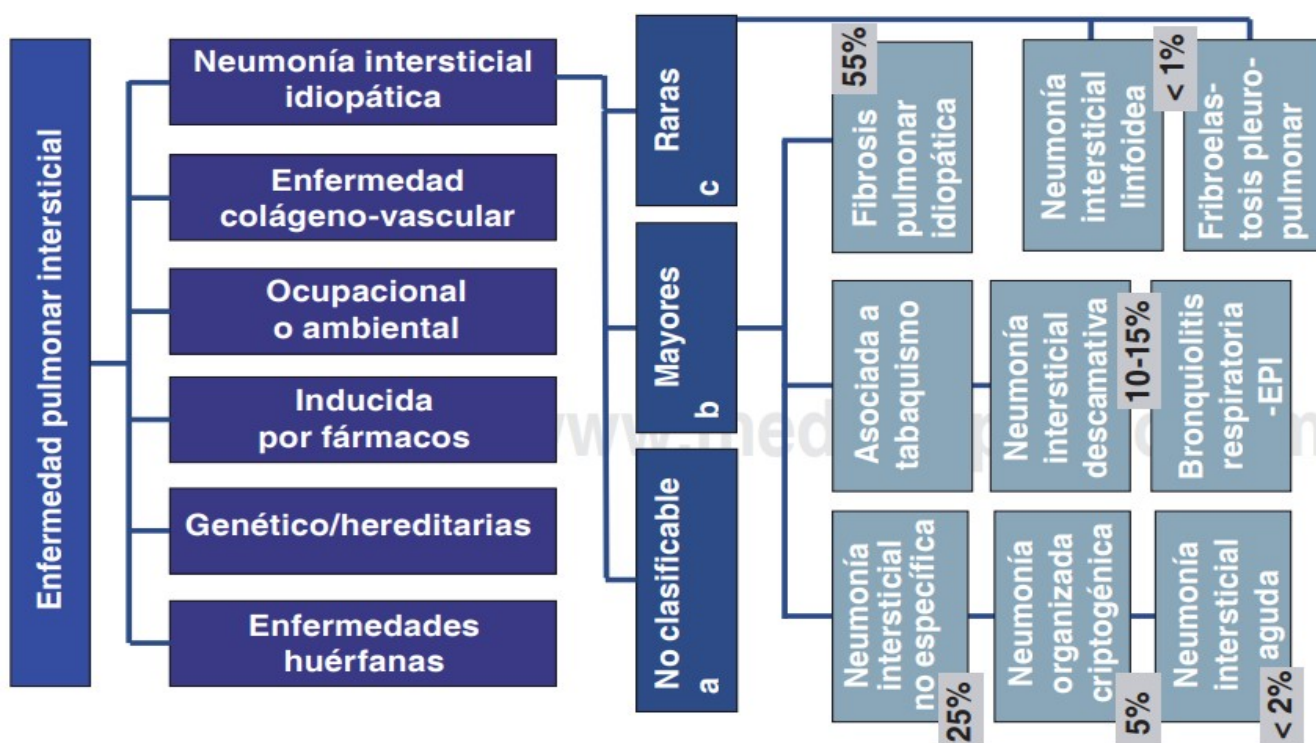 Enfermedad pulmonar intersticial
Neumonía intersticial
idiopática
Enfermedad
colágeno-vascular
Ocupacional
o ambiental
Inducida
por fármacos
Genético/hereditarias
Enfermedades
huérfanas
No clasificable
a
Mayores
b
Raras
c
Neumonía
intersticial
no específica
25%
Neumonía
organizada
criptogénica
5%
Neumonía
intersticial
aguda
< 2%
Asociada a
tabaquismo
Neumonía
intersticial
descamativa
10-15%
Bronquiolitis
respiratoria
-EPI
Fibrosis
pulmonar
idiopática
55%
Neumonía
intersticial
linfoidea
< 1%
Fribroelas-
tosis pleuro-
pulmonar